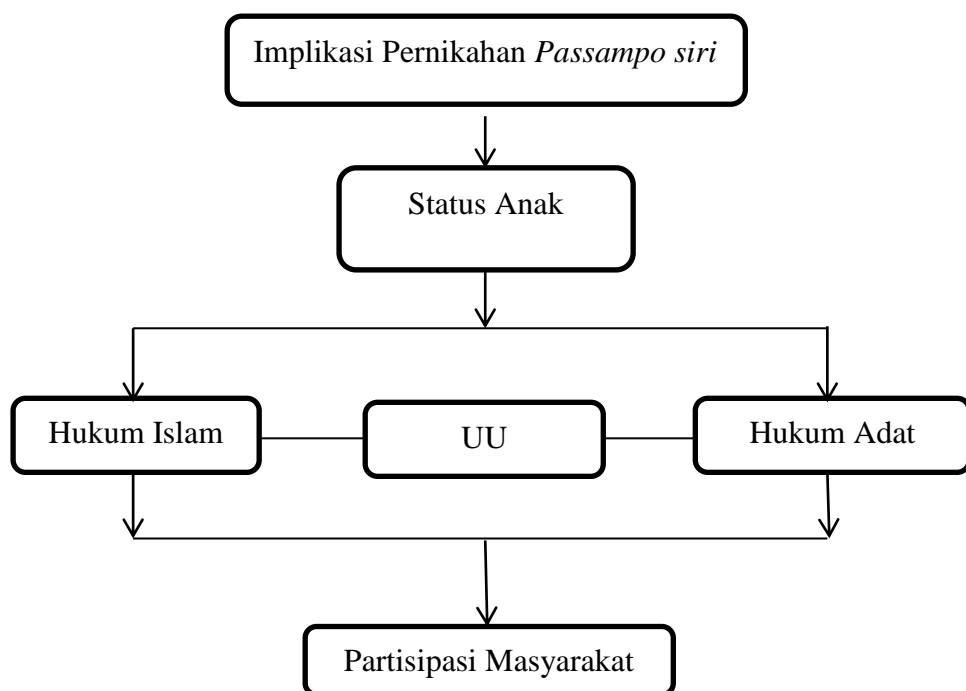 Implikasi Pernikahan Passampo siri
Status Anak
Hukum Islam
UU
Hukum Adat
Partisipasi Masyarakat